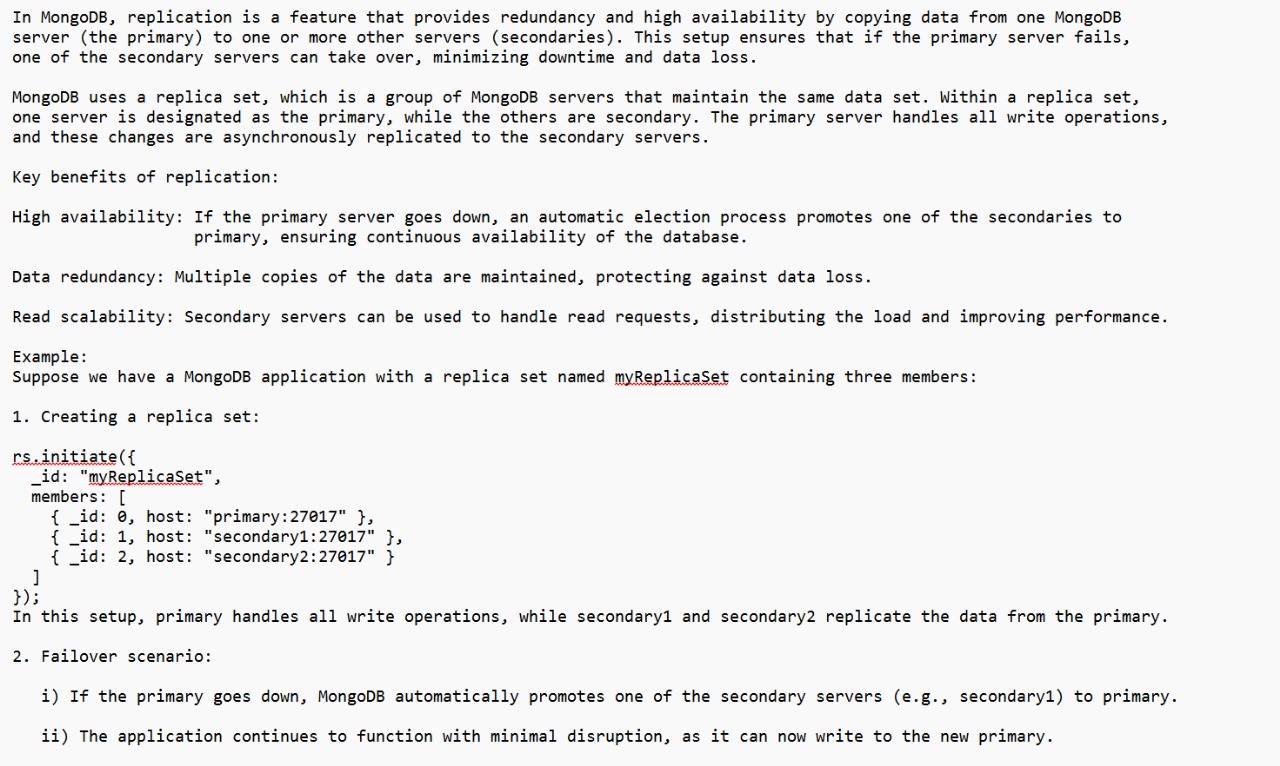 In MongoDB, replication is a feature that provides redundancy and high availability by copying data from one MongoDB
server (the primary) to one or more other servers (secondaries). This setup ensures that if the primary server fails,
one of the secondary servers can take over, minimizing downtime and data loss.

MongoDB uses a replica set, which is a group of MongoDB servers that maintain the same data set. Within a replica set,
one server is designated as the primary, while the others are secondary. The primary server handles all write operations,
and these changes are asynchronously replicated to the secondary servers.

Key benefits of replication:

High availability: If the primary server goes down, an automatic election process promotes one of the secondaries to
                   primary, ensuring continuous availability of the database.

Data redundancy: Multiple copies of the data are maintained, protecting against data loss.

Read scalability: Secondary servers can be used to handle read requests, distributing the load and improving performance.

Example:
Suppose we have a MongoDB application with a replica set named myReplicaSet containing three members:

1. Creating a replica set:

rs.initiate({
  _id: "myReplicaSet",
  members: [
    { _id: 0, host: "primary:27017" },
    { _id: 1, host: "secondary1:27017" },
    { _id: 2, host: "secondary2:27017" }
  ]
});
In this setup, primary handles all write operations, while secondary1 and secondary2 replicate the data from the primary.

2. Failover scenario:

   i) If the primary goes down, MongoDB automatically promotes one of the secondary servers (e.g., secondary1) to primary.

   ii) The application continues to function with minimal disruption, as it can now write to the new primary.